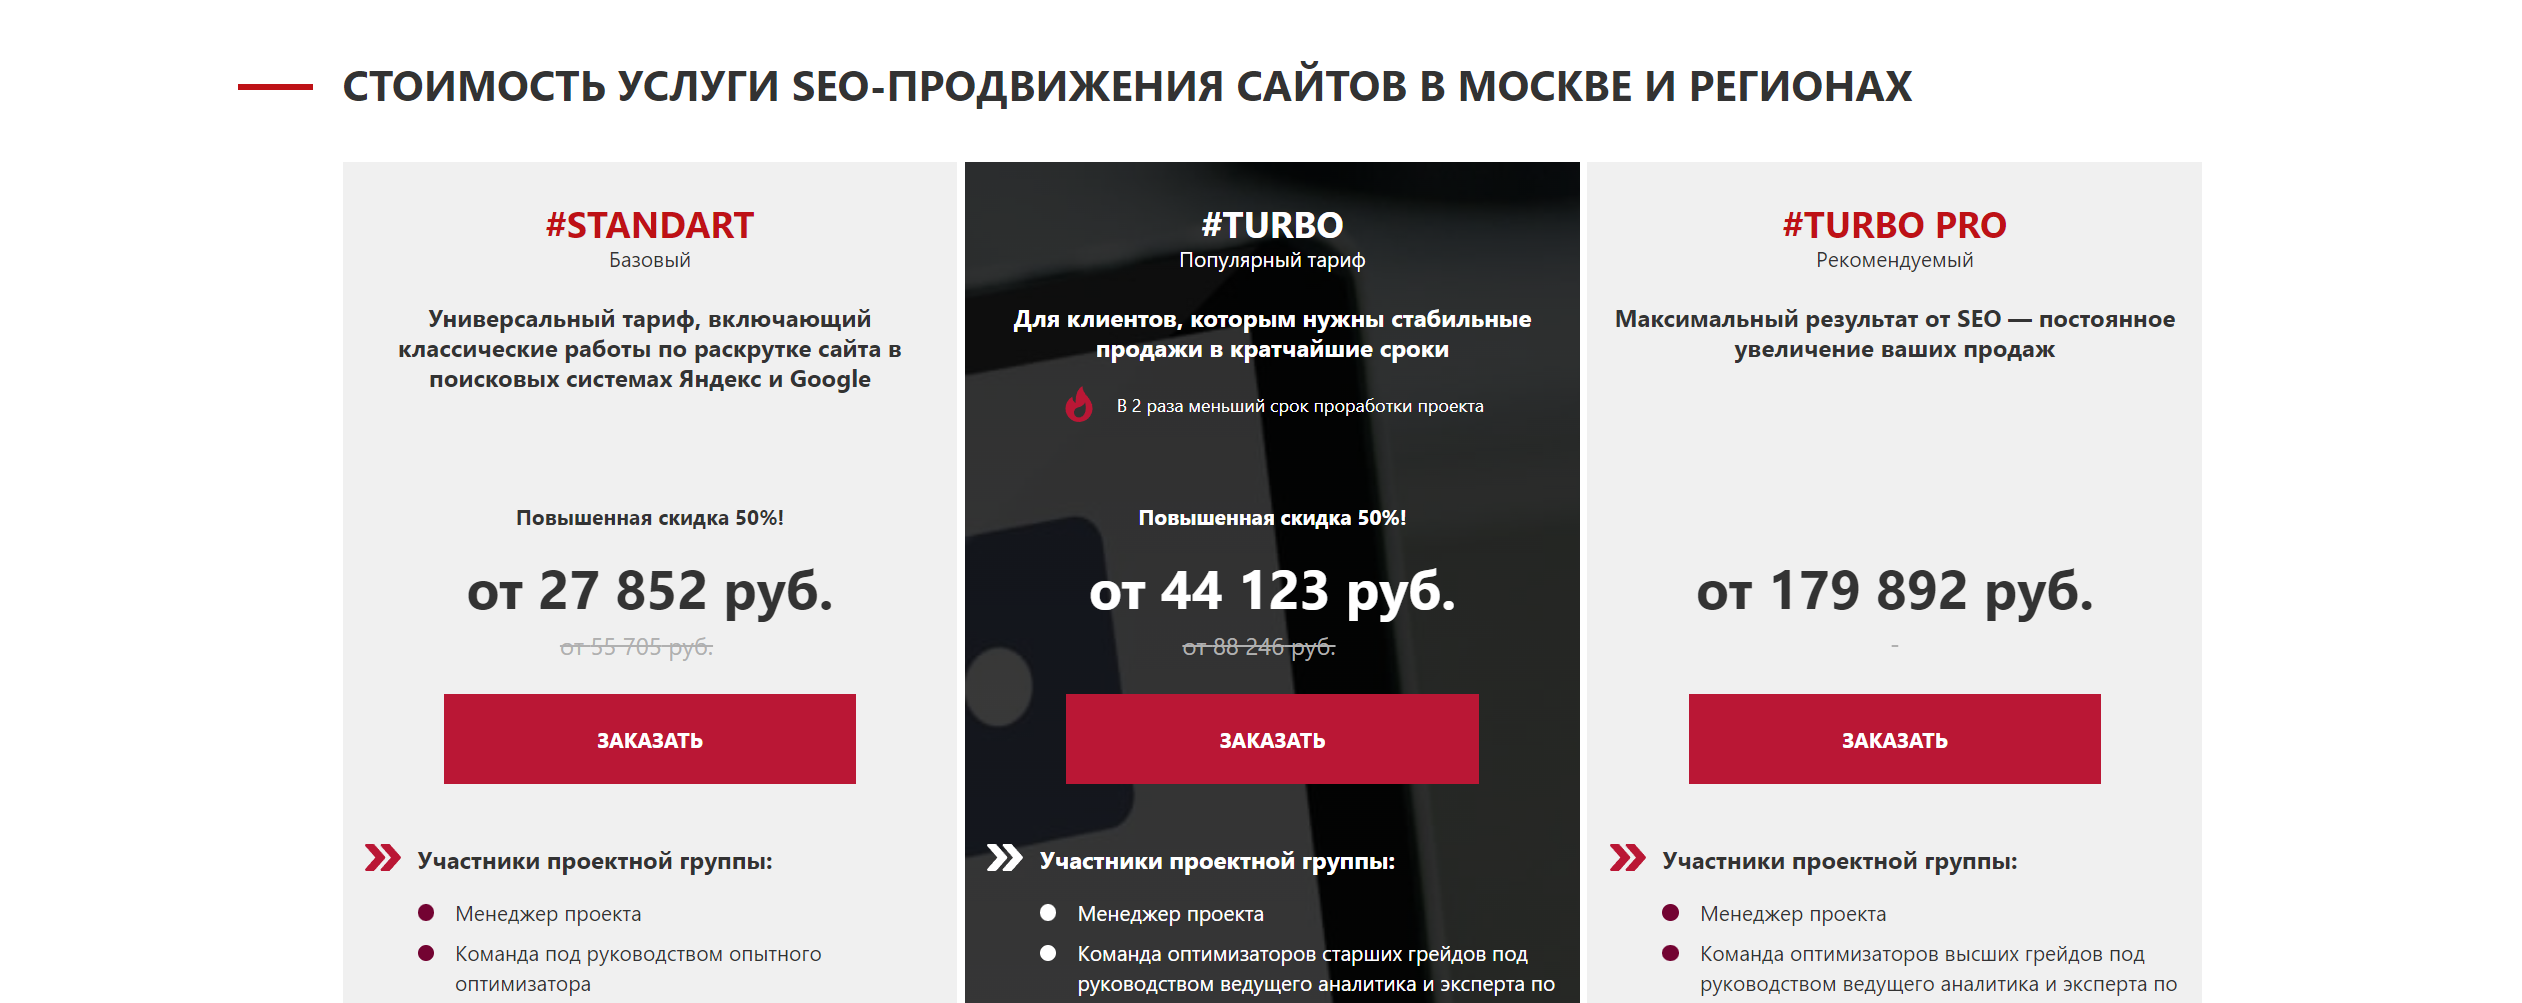 СТОИМОСТЬ УСЛУГИ SEO-ПРОДВИЖЕНИЯ САЙТОВ В МОСКВЕ И РЕГИОНАХ
#STANDART
Базовый
Универсальный тариф, включающий
классические работы по раскрутке сайта в
поисковых системах Яндекс и Google
Повышенная скидка 50%!
от 27 852 руб.
от 55 705 руб.
ЗАКАЗАТЬ
Участники проектной группы:
Менеджер проекта
Команда под руководством опытного
оптимизатора
#TURBO
Популярный тариф
Для клиентов, которым нужны стабильные
продажи в кратчайшие сроки
В 2 раза меньший срок проработки проекта
Повышенная скидка 50%!
от 44 123 руб.
от 88 246 руб.
ЗАКАЗАТЬ
Участники проектной группы:
Менеджер проекта
Команда оптимизаторов старших грейдов под
руководством ведущего аналитика и эксперта по
#TURBO PRO
Рекомендуемый
Максимальный результат от SEO — постоянное
увеличение ваших продаж
от 179 892 руб.
-
ЗАКАЗАТЬ
Участники проектной группы:
Менеджер проекта
Команда оптимизаторов высших грейдов под
руководством ведущего аналитика и эксперта по